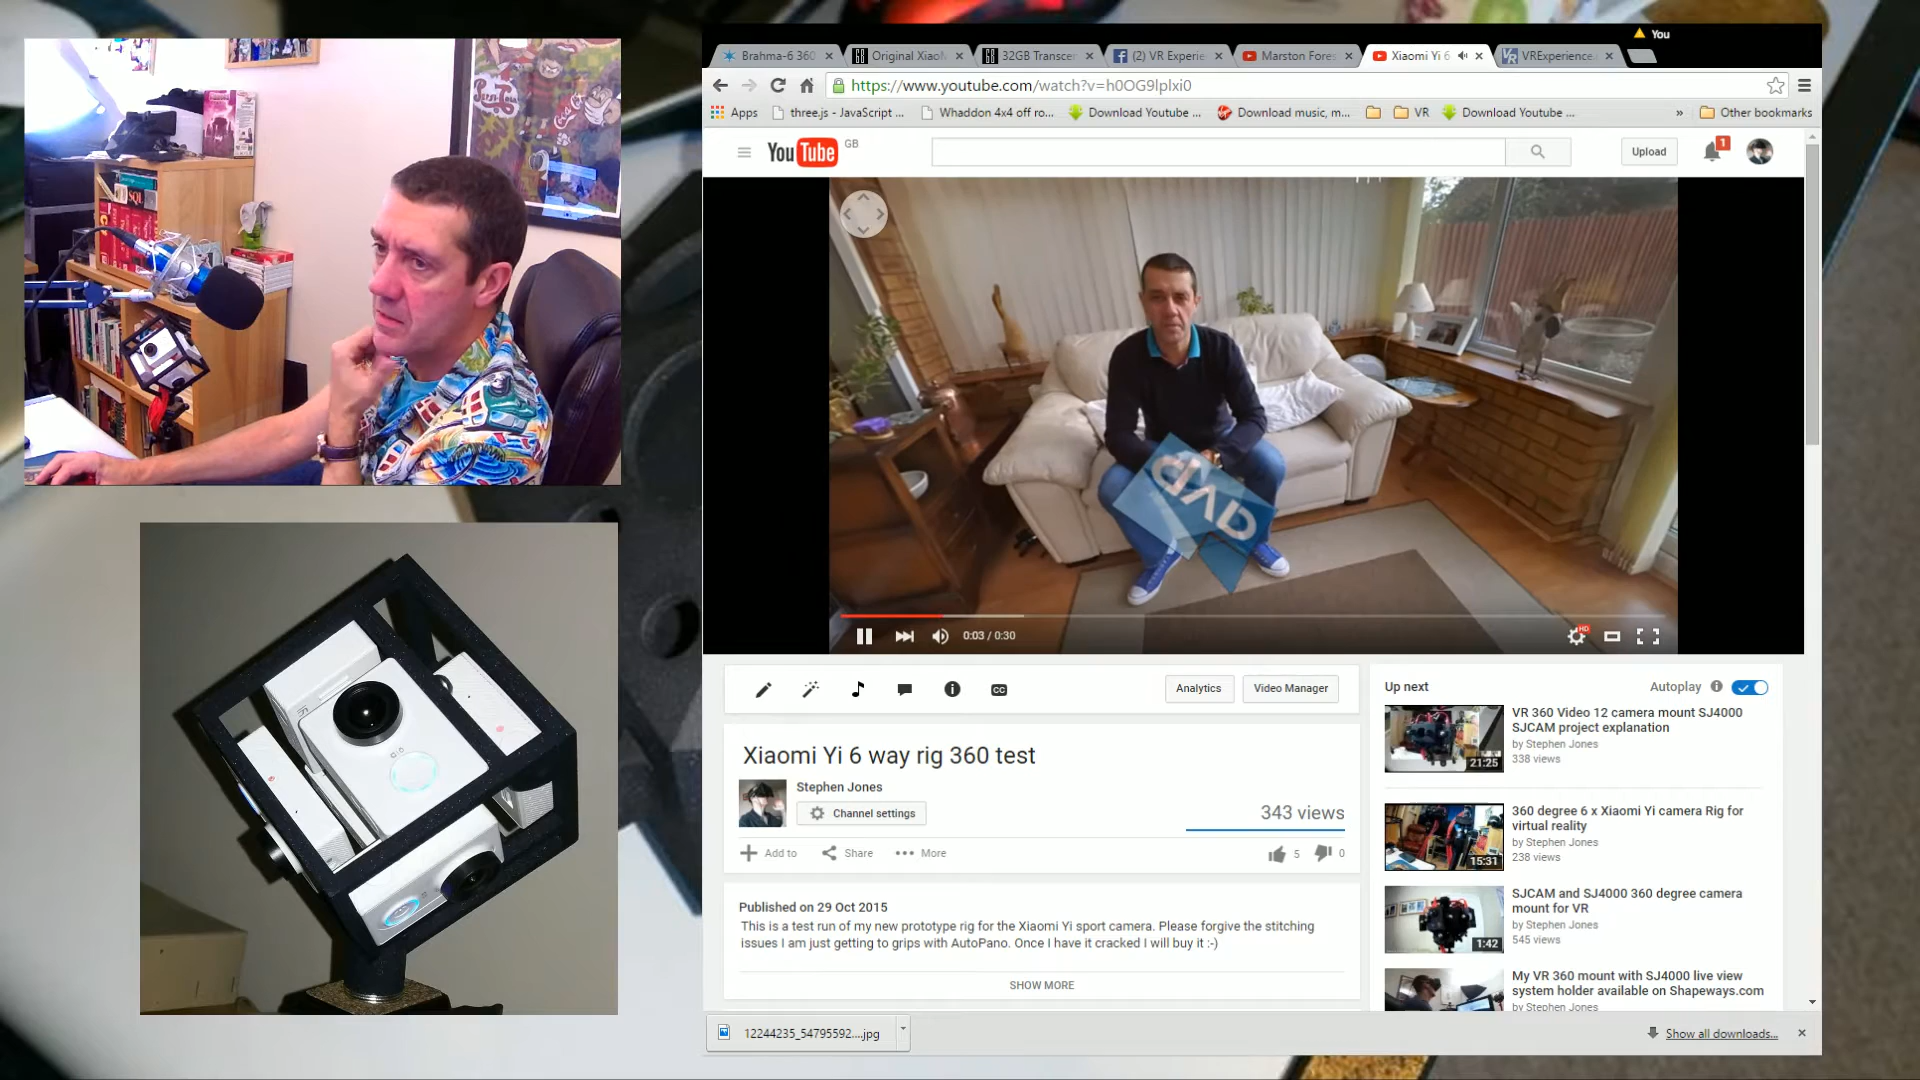 You
Brahma-6 360
Original Xiao
32GB Transcen
(2) VR Experie
Marston Fores
Xiaomi Yi 6
VRExperience
https://www.youtube.com/watch?v=h0OG9lplxi0
Apps
three.js - JavaScript ...
Whaddon 4x4 off ro...
Download Youtube ...
Download music, m...
VR
Download Youtube ...
»
Other bookmarks
YouTube GB
Upload
1
0:03 / 0:30
HD
CC
Analytics
Video Manager
Xiaomi Yi 6 way rig 360 test
Stephen Jones
Channel settings
343 views
Add to
Share
More
5
0
Published on 29 Oct 2015
This is a test run of my new prototype rig for the Xiaomi Yi sport camera. Please forgive the stitching
issues I am just getting to grips with AutoPano. Once I have it cracked I will buy it :-)
SHOW MORE
Up next
Autoplay
VR 360 Video 12 camera mount SJ4000
SJCAM project explanation
by Stephen Jones
338 views
21:25
360 degree 6 x Xiaomi Yi camera Rig for
virtual reality
by Stephen Jones
238 views
15:31
SJCAM and SJ4000 360 degree camera
mount for VR
by Stephen Jones
545 views
1:42
My VR 360 mount with SJ4000 live view
system holder available on Shapeways.com
by Stephen Jones
12244235_54795592....jpg
Show all downloads...
SQL